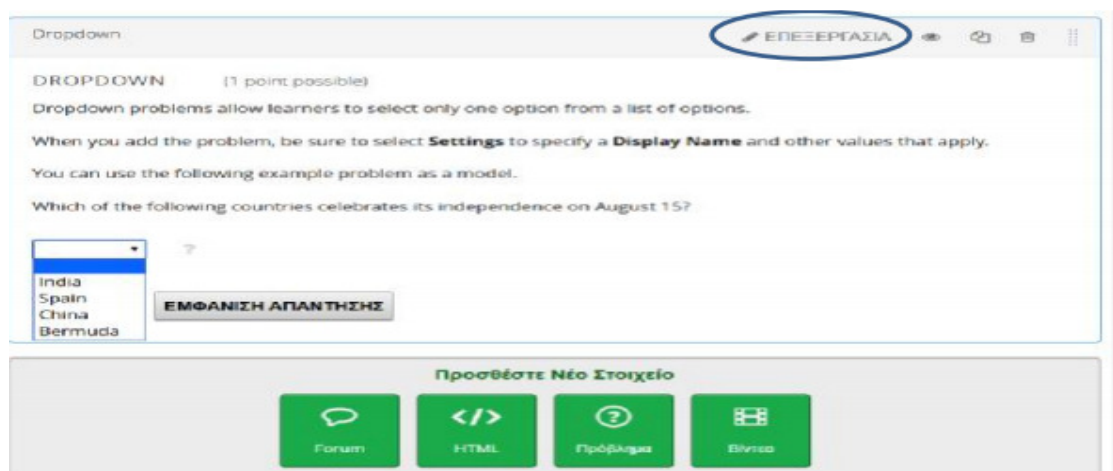 Dropdown ΕΠΕΞΕΡΓΑΣΙΑ
DROPDOWN (1 point possible)
Dropdown problems allow learners to select only one option from a list of options.
When you add the problem, be sure to select Settings to specify a Display Name and other values that apply.
You can use the following example problem as a model.
Which of the following countries celebrates its independence on August 15?
?
India
Spain
China
Bermuda
ΕΜΦΑΝΙΣΗ ΑΠΑΝΤΗΣΗΣ
Προσθέστε Νέο Στοιχείο
Forum HTML Πρόβλημα Βίντεο